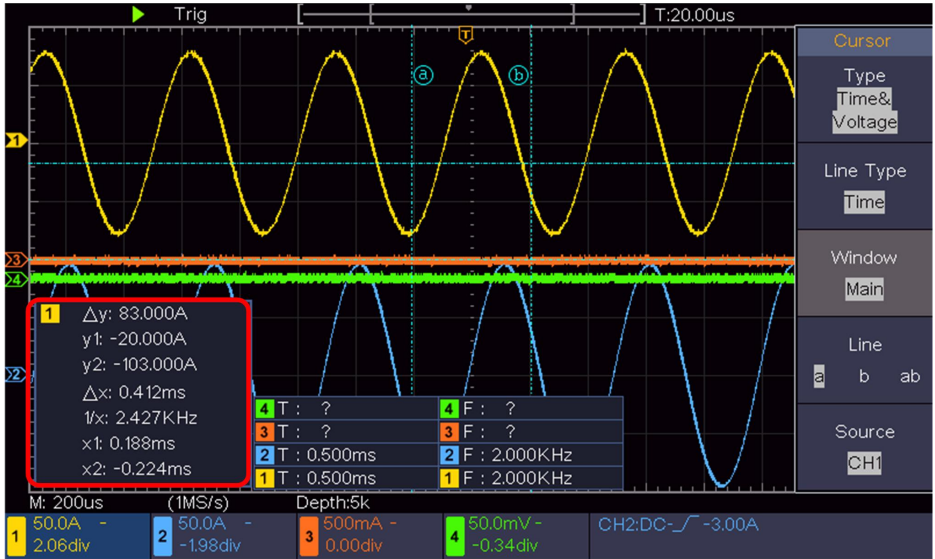 Trig
T:20.00us
T
Cursor
Type
Time&
Voltage
Line Type
Time
Window
Main
Line
a b ab
Source
CH1
a
b
1
3
4
2
1 △y: 83.000A
y1: -20.000A
y2: -103.000A
△x: 0.412ms
1/x: 2.427KHz
x1: 0.188ms
x2: -0.224ms
4 T : ? 4 F : ?
3 T : ? 3 F : ?
2 T : 0.500ms 2 F : 2.000KHz
1 T : 0.500ms 1 F : 2.000KHz
M: 200us (1MS/s) Depth:5k
1 50.0A - 2.06div
2 50.0A - -1.98div
3 500mA - 0.00div
4 50.0mV - -0.34div
CH2:DC- -3.00A